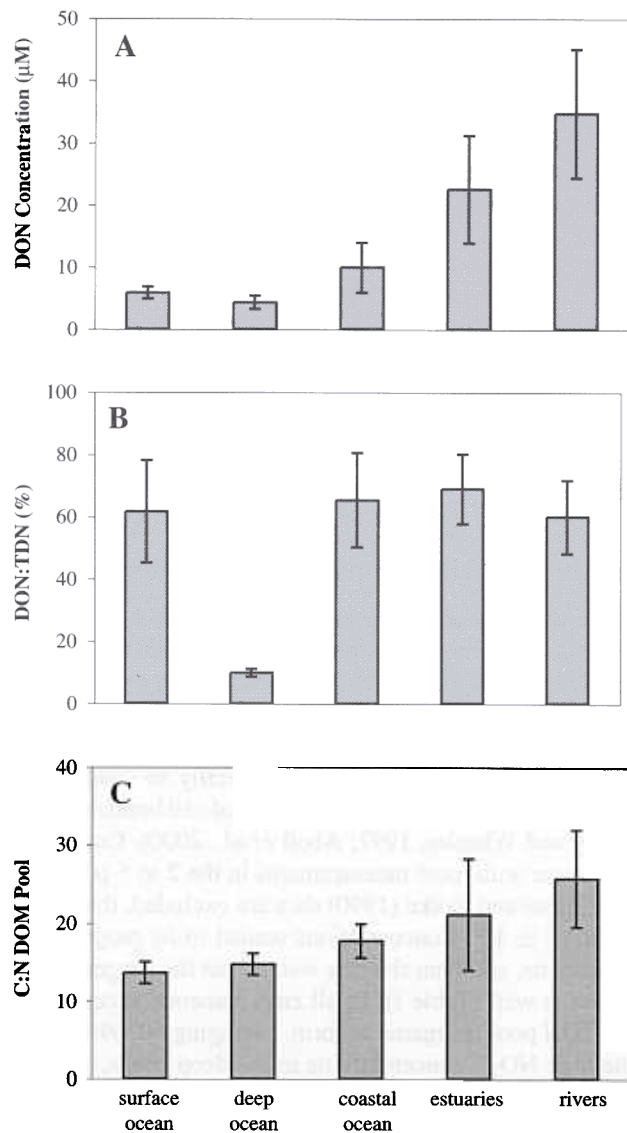 A
DON Concentration (µM)
50
40
30
20
10
0
B
DON:TDN (%)
100
80
60
40
20
0
C
C:N DOM Pool
40
30
20
10
0
surface ocean
deep ocean
coastal ocean
estuaries
rivers